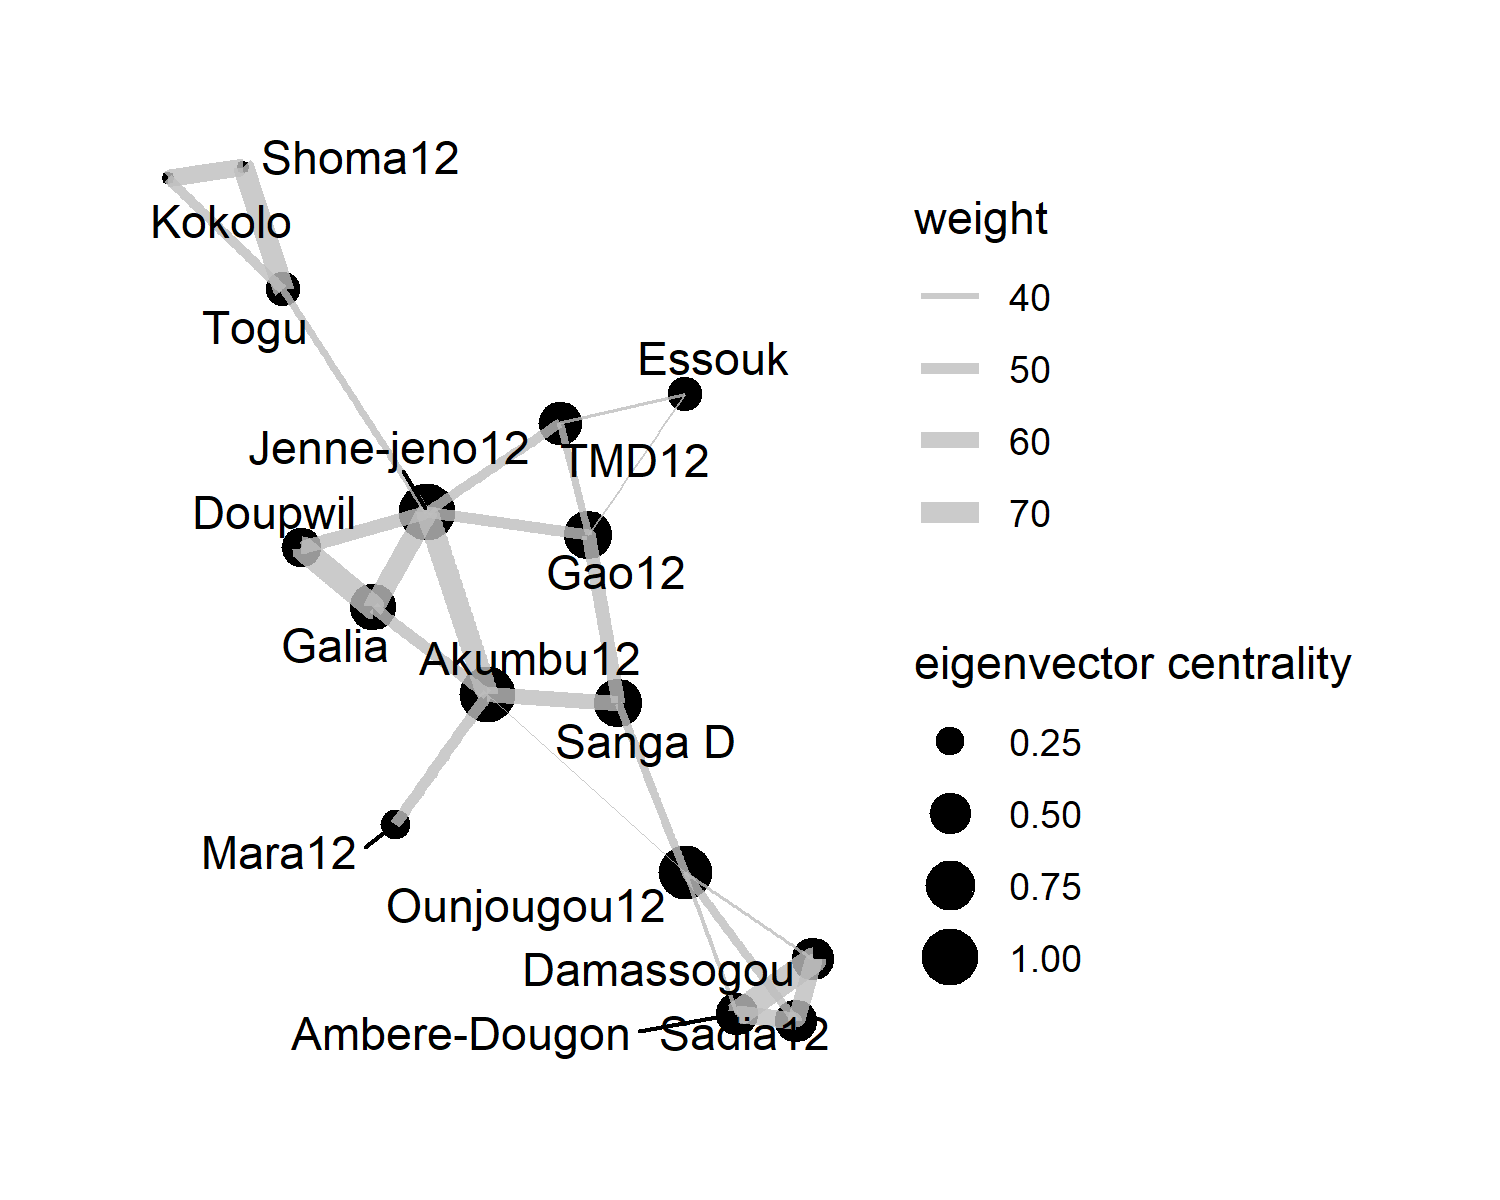 Shoma12
Kokolo
Togu
Essouk
Jenne-jeno12
TMD12
Doupwil
Gao12
Galia
Akumbu12
Sanga D
Mara12
Ounjougou12
Damassogou
Ambere-Dougon
Sadia12
weight
40
50
60
70
eigenvector centrality
0.25
0.50
0.75
1.00